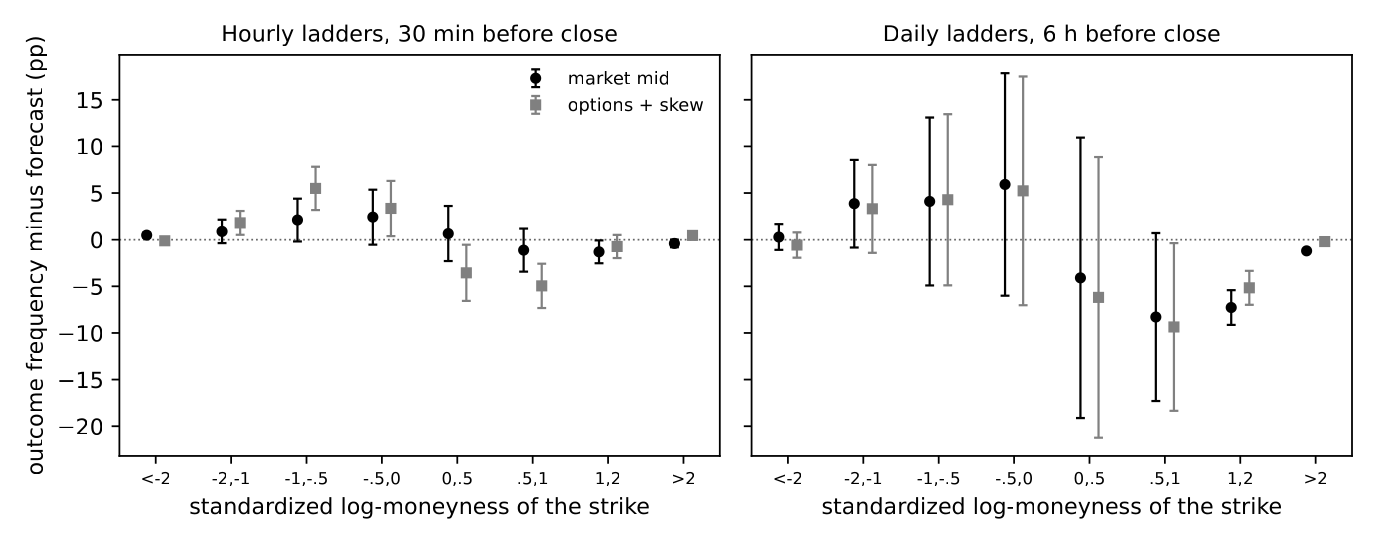 Hourly ladders, 30 min before close
Daily ladders, 6 h before close
outcome frequency minus forecast (pp)
market mid
options + skew
15
10
5
0
−5
−10
−15
−20
<-2 -2,-1 -1,-.5 -.5,0 0,.5 .5,1 1,2 >2
<-2 -2,-1 -1,-.5 -.5,0 0,.5 .5,1 1,2 >2
standardized log-moneyness of the strike
standardized log-moneyness of the strike